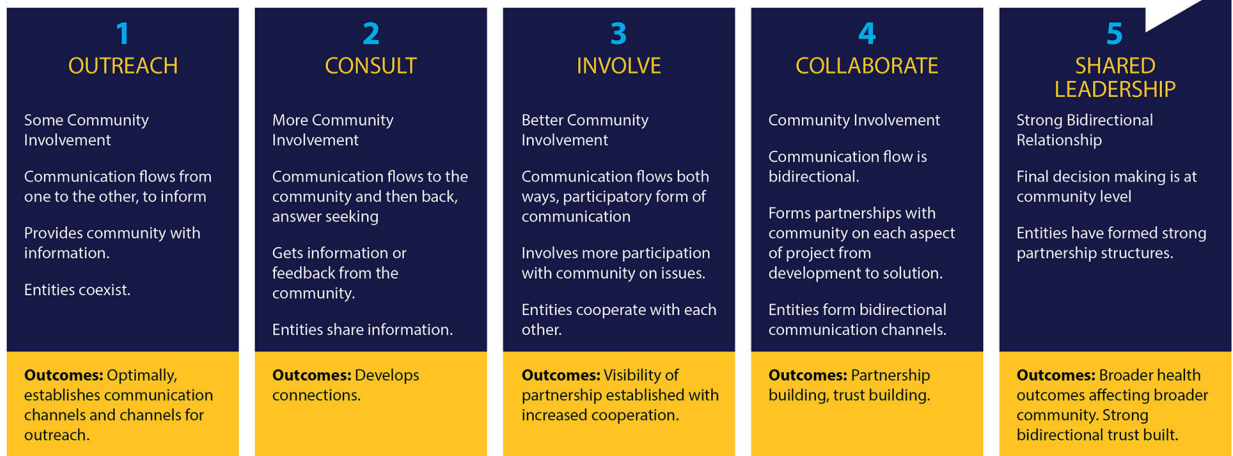 1
OUTREACH
Some Community
Involvement
Communication flows from
one to the other, to inform
Provides community with
information.
Entities coexist.
Outcomes: Optimally,
establishes communication
channels and channels for
outreach.
2
CONSULT
More Community
Involvement
Communication flows to the
community and then back,
answer seeking
Gets information or
feedback from the
community.
Entities share information.
Outcomes: Develops
connections.
3
INVOLVE
Better Community
Involvement
Communication flows both
ways, participatory form of
communication
Involves more participation
with community on issues.
Entities cooperate with each
other.
Outcomes: Visibility of
partnership established with
increased cooperation.
4
COLLABORATE
Community Involvement
Communication flow is
bidirectional.
Forms partnerships with
community on each aspect
of project from
development to solution.
Entities form bidirectional
communication channels.
Outcomes: Partnership
building, trust building.
5
SHARED
LEADERSHIP
Strong Bidirectional
Relationship
Final decision making is at
community level
Entities have formed strong
partnership structures.
Outcomes: Broader health
outcomes affecting broader
community. Strong
bidirectional trust built.